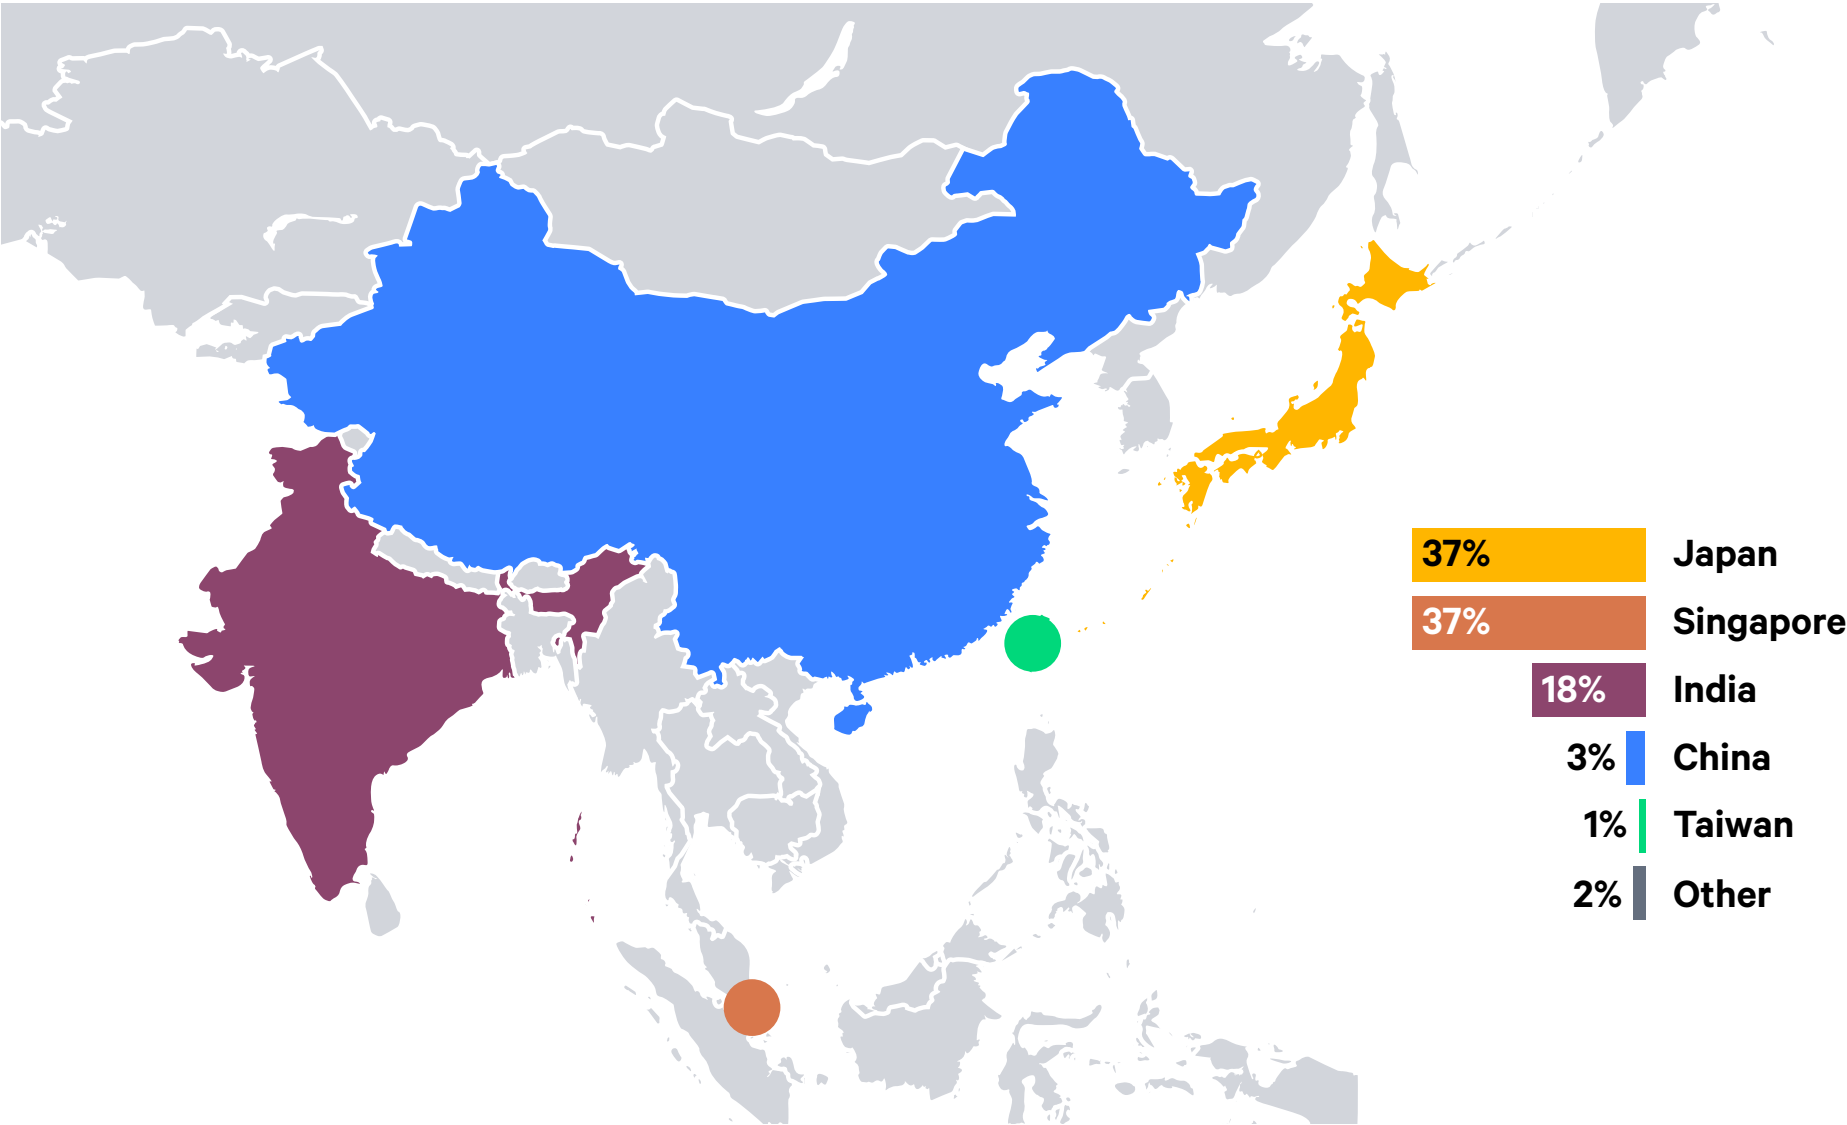 37% Japan
37% Singapore
18% India
3% China
1% Taiwan
2% Other